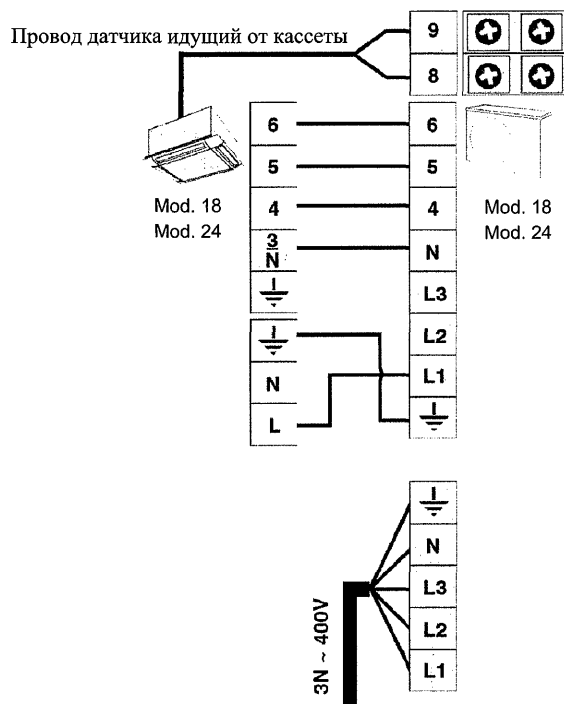 Провод датчика идущий от кассеты
9
8
6
6
5
5
Mod. 18
Mod. 24
4
4
Mod. 18
Mod. 24
3
N
N
L3
L2
N
L1
L
N
L3
L2
L1
3N ~ 400V